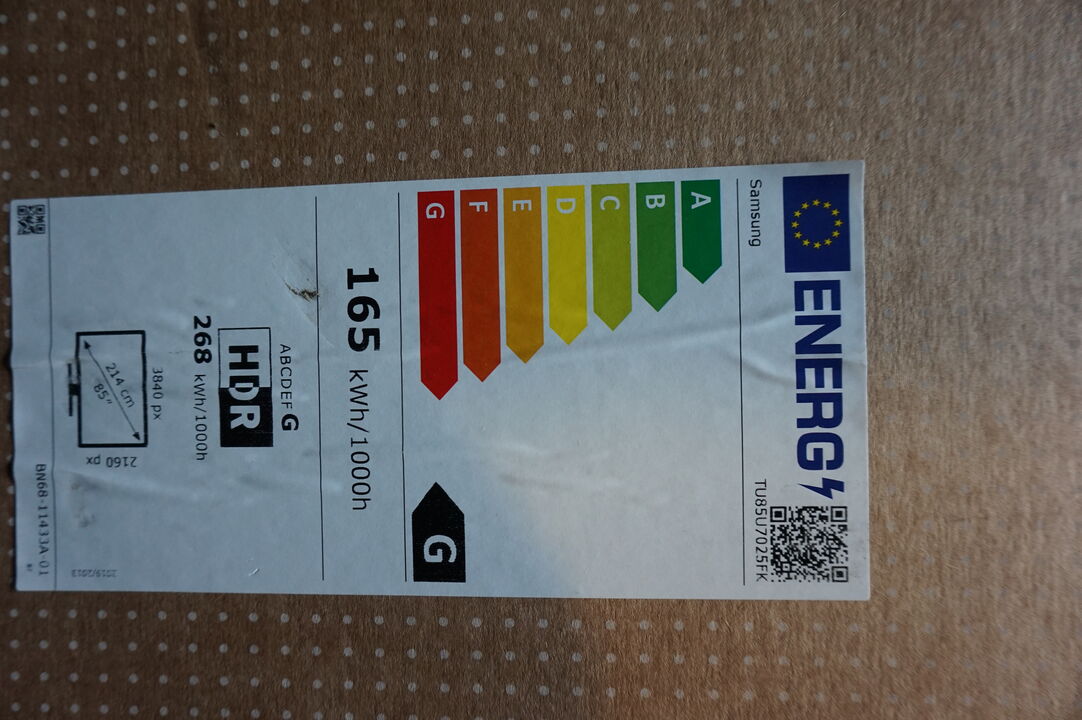 ENERG
Samsung
TU85U7025FK
A
B
C
D
E
F
G
G
165 kWh/1000h
ABCDEFG
HDR
268 kWh/1000h
3840 px
2160 px
214 cm
85"
2019/2013
BN68-11433A-01